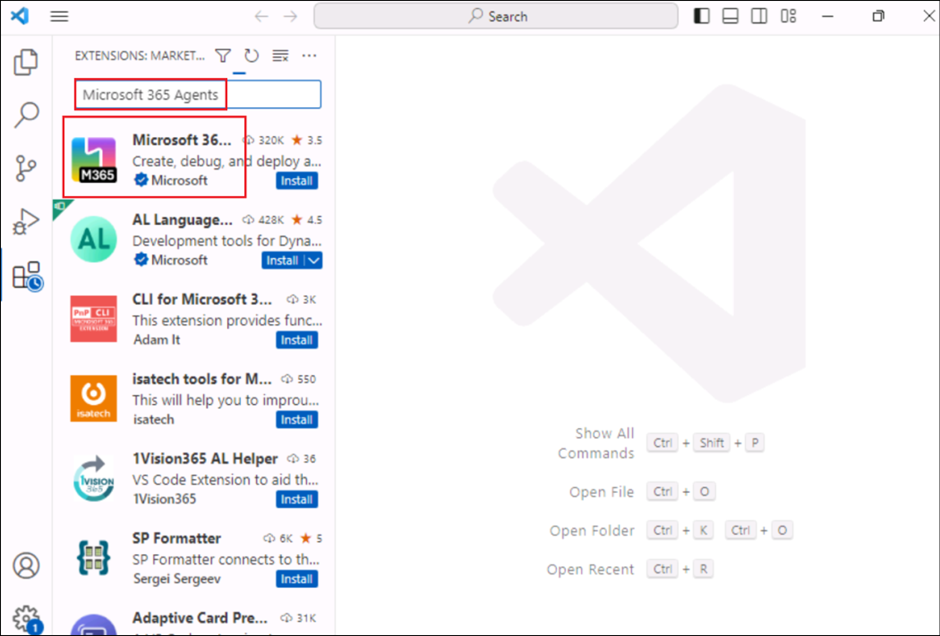 Search
EXTENSIONS: MARKET...
Microsoft 365 Agents
Microsoft 36... 320K 3.5
Create, debug, and deploy a...
M365
Microsoft Install
AL Language... 428K 4.5
AL
Development tools for Dyna...
Microsoft Install
CLI for Microsoft 3... 3K
PnP CLI
MICROSOFT 365
EXTENSION
This extension provides func...
Adam It Install
isatech tools for M... 550
This will help you to improu...
isatech
isatech Install
1Vision365 AL Helper 36
1VISION
365
VS Code Extension to aid th...
1Vision365 Install
SP Formatter 6K 5
SP Formatter connects to th...
Sergei Sergeev Install
Adaptive Card Pre... 31K
1
Show All
Commands Ctrl + Shift + P
Open File Ctrl + O
Open Folder Ctrl + K Ctrl + O
Open Recent Ctrl + R